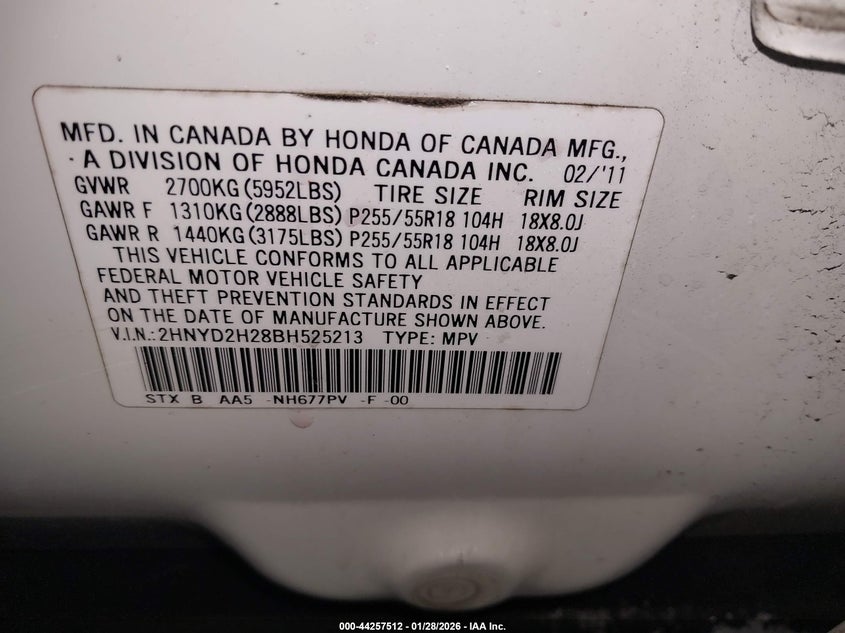 MFD. IN CANADA BY HONDA OF CANADA MFG.,
A DIVISION OF HONDA CANADA INC. 02/'11
GVWR 2700KG(5952LBS) TIRE SIZE RIM SIZE
GAWR F 1310KG(2888LBS) P255/55R18 104H 18X8.0J
GAWR R 1440KG(3175LBS) P255/55R18 104H 18X8.0J
THIS VEHICLE CONFORMS TO ALL APPLICABLE
FEDERAL MOTOR VEHICLE SAFETY
AND THEFT PREVENTION STANDARDS IN EFFECT
ON THE DATE OF MANUFACTURE SHOWN ABOVE.
V.I.N.:2HNYD2H28BH525213 TYPE: MPV
STX B AA5 -NH677PV -F -00
000-44257512 - 01/28/2026 - IAA Inc.